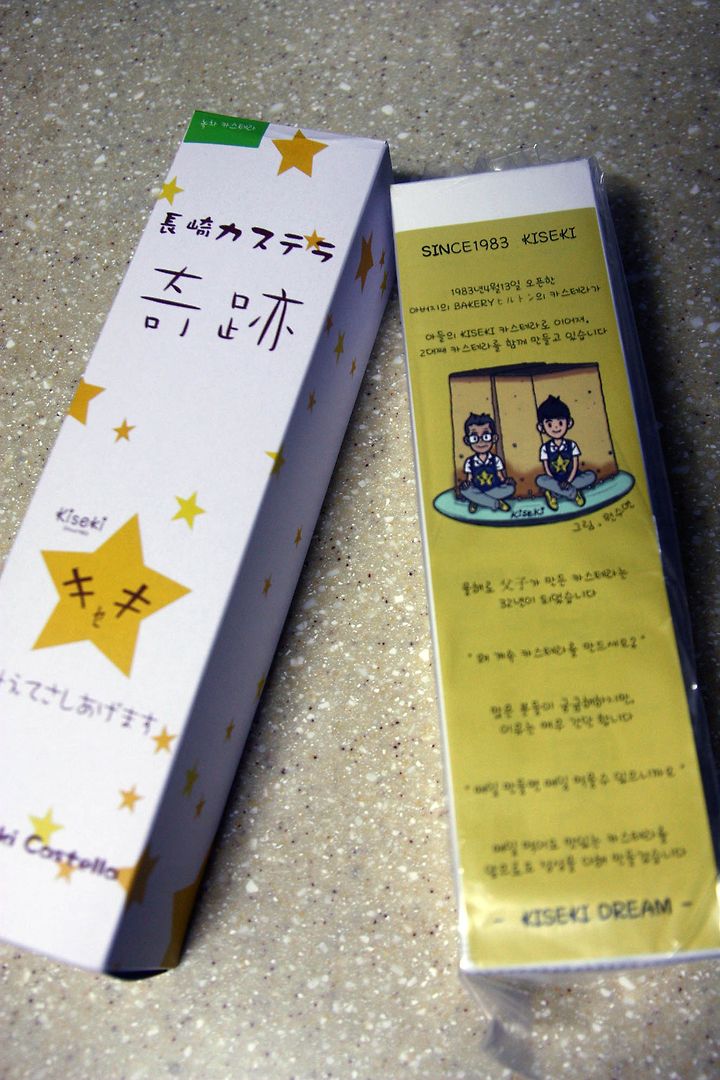 녹차 카스테라
長崎カステラ
奇跡
Kiseki
キセキ
えてさしあげます
ki Castella
SINCE1983 KISEKI
1983년4월13일 오픈한
아버지의 BAKERY ヒルトン의 카스테라가
아들의 KISEKI 카스테라로 이어져,
2대째 카스테라를 함께 만들고 있습니다
KISEKI
그림.
올해로 父子가 만든 카스테라는
32년이 되었습니다
"왜 계속 카스테라를 만드세요?"
많은 분들이 궁금해하지만,
이유는 매우 간단 합니다
"매일 만들면 매일 먹을수 있으니까요"
매일 먹어도 맛있는 카스테라를
앞으로도 정성을 다해 만들겠습니다
- KISEKI DREAM -